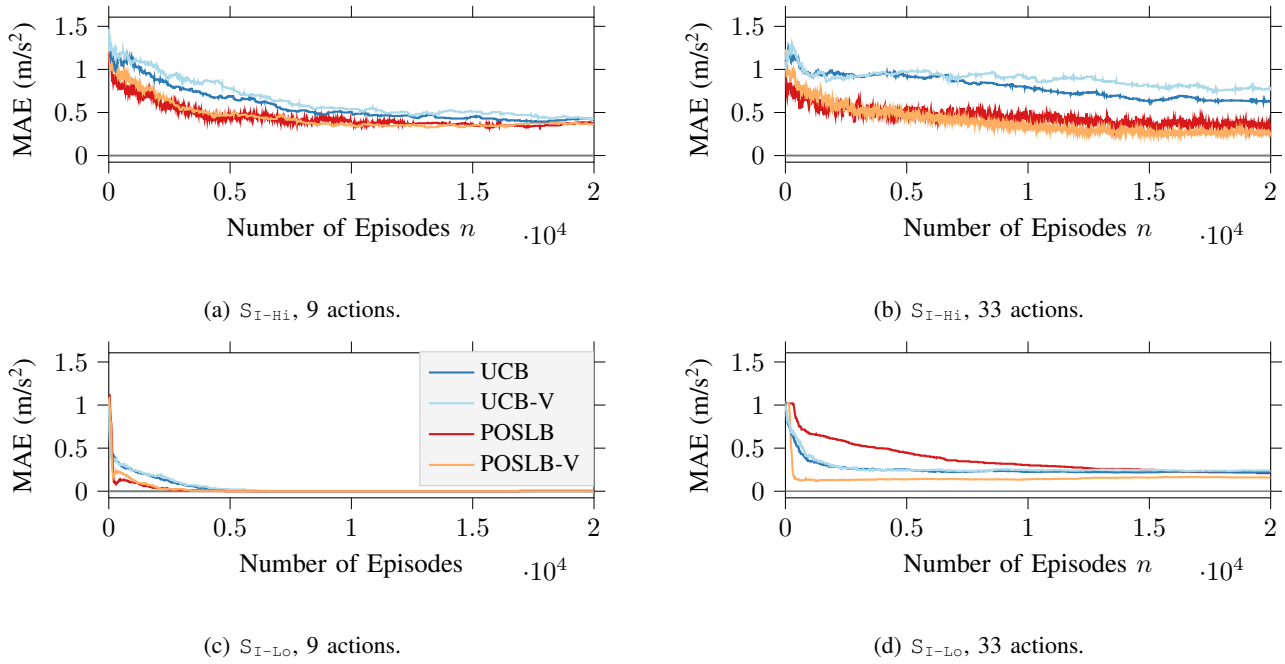 0 0.5 1 1.5 2
·10⁴
0
0.5
1
1.5
Number of Episodes n
MAE (m/s²)
(a) S_I-Hi, 9 actions.
0 0.5 1 1.5 2
·10⁴
0
0.5
1
1.5
Number of Episodes n
MAE (m/s²)
(b) S_I-Hi, 33 actions.
0 0.5 1 1.5 2
·10⁴
0
0.5
1
1.5
Number of Episodes
MAE (m/s²)
UCB
UCB-V
POSLB
POSLB-V
(c) S_I-Lo, 9 actions.
0 0.5 1 1.5 2
·10⁴
0
0.5
1
1.5
Number of Episodes n
MAE (m/s²)
(d) S_I-Lo, 33 actions.